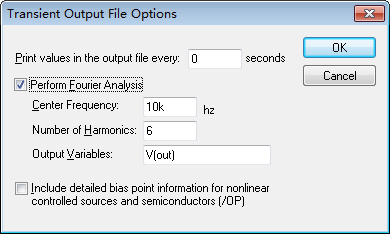 Transient Output File Options
Print values in the output file every: 0 seconds
OK
Perform Fourier Analysis
Cancel
Center Frequency: 10k hz
Number of Harmonics: 6
Output Variables: V(out)
Include detailed bias point information for nonlinear
controlled sources and semiconductors (/OP)